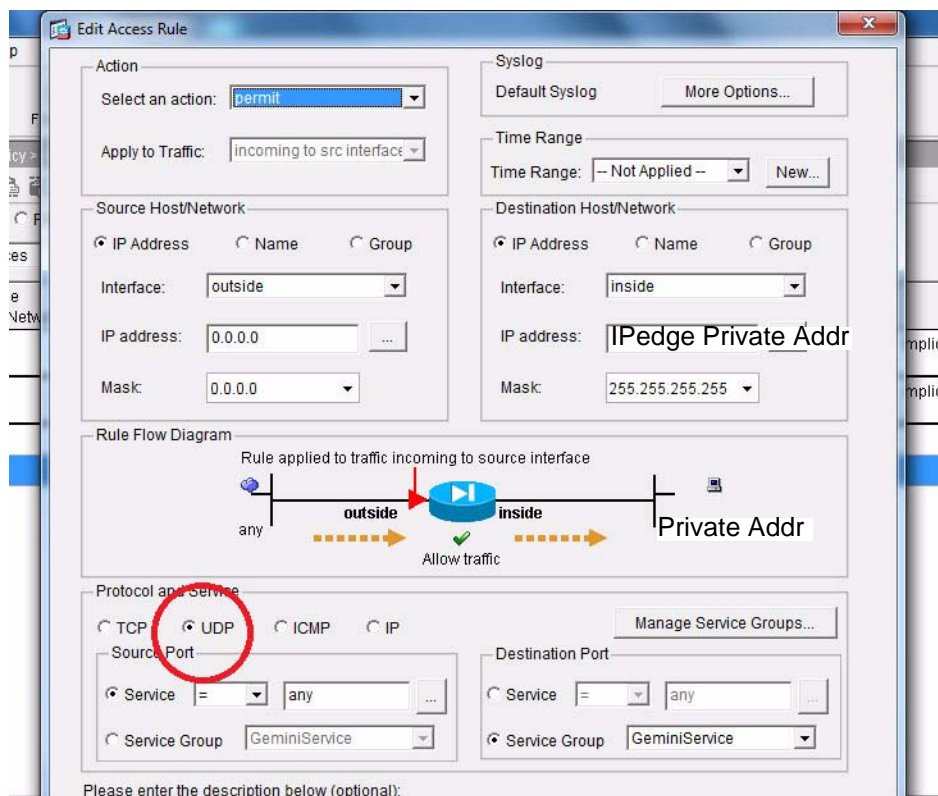 Edit Access Rule
p
Action
Select an action: permit
Apply to Traffic: incoming to src interface
Syslog
Default Syslog More Options...
Time Range
Time Range: -- Not Applied -- New...
F
icy >
Source Host/Network
IP Address Name Group
Interface: outside
IP address: 0.0.0.0 ...
Mask: 0.0.0.0
Destination Host/Network
IP Address Name Group
Interface: inside
IP address: IPedge Private Addr
Mask: 255.255.255.255
es
e
Netw
mplic
mplic
Rule Flow Diagram
Rule applied to traffic incoming to source interface
outside inside
any
Private Addr
Allow traffic
Protocol and Service
TCP UDP ICMP IP
Manage Service Groups...
Source Port
Service = any ...
Service Group GeminiService
Destination Port
Service = any ...
Service Group GeminiService
Please enter the description below (optional):